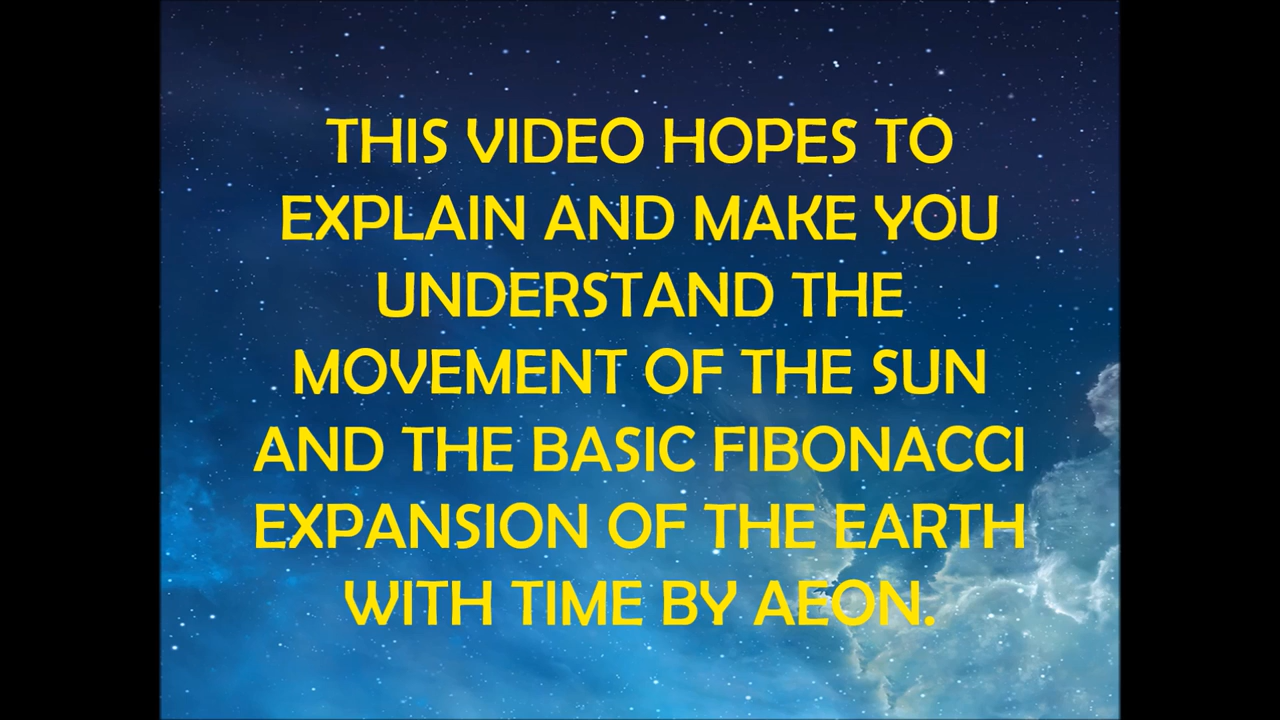 THIS VIDEO HOPES TO
EXPLAIN AND MAKE YOU
UNDERSTAND THE
MOVEMENT OF THE SUN
AND THE BASIC FIBONACCI
EXPANSION OF THE EARTH
WITH TIME BY AEON.